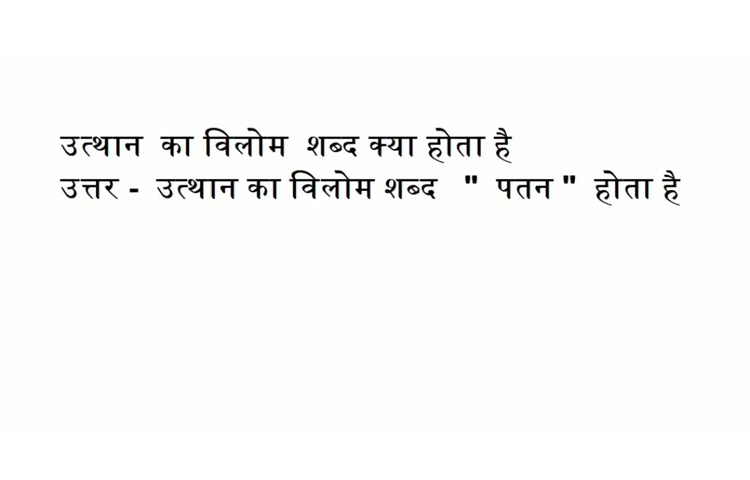 उत्थान का विलोम शब्द क्या होता है
उत्तर - उत्थान का विलोम शब्द " पतन " होता है